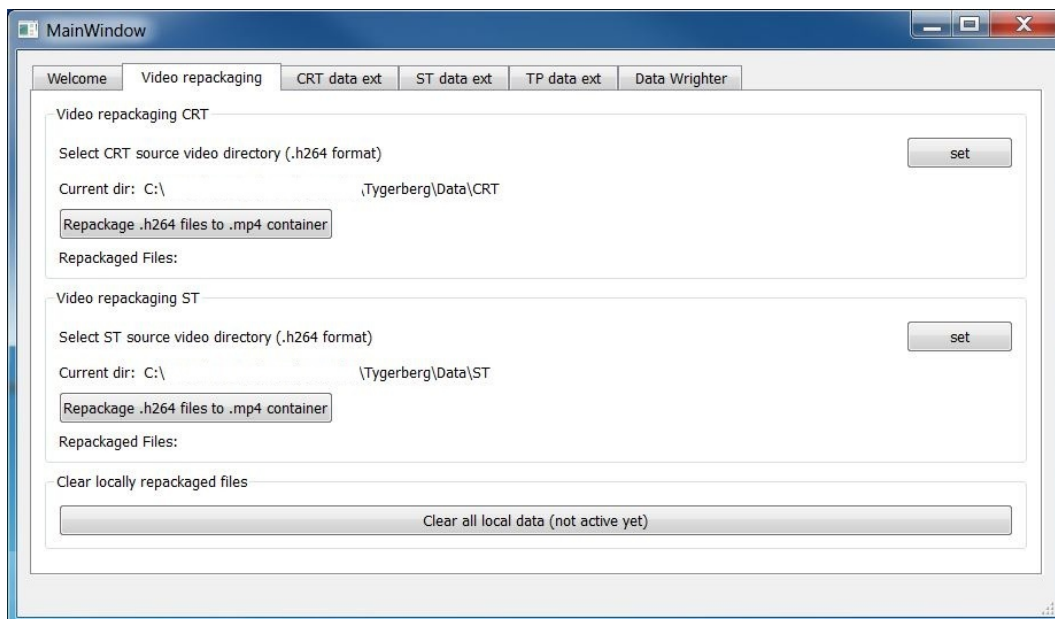 MainWindow
Welcome Video repackaging CRT data ext ST data ext TP data ext Data Wrighter
Video repackaging CRT
Select CRT source video directory (.h264 format) set
Current dir: C:\ \Tygerberg\Data\CRT
Repackage .h264 files to .mp4 container
Repackaged Files:
Video repackaging ST
Select ST source video directory (.h264 format) set
Current dir: C:\ \Tygerberg\Data\ST
Repackage .h264 files to .mp4 container
Repackaged Files:
Clear locally repackaged files
Clear all local data (not active yet)